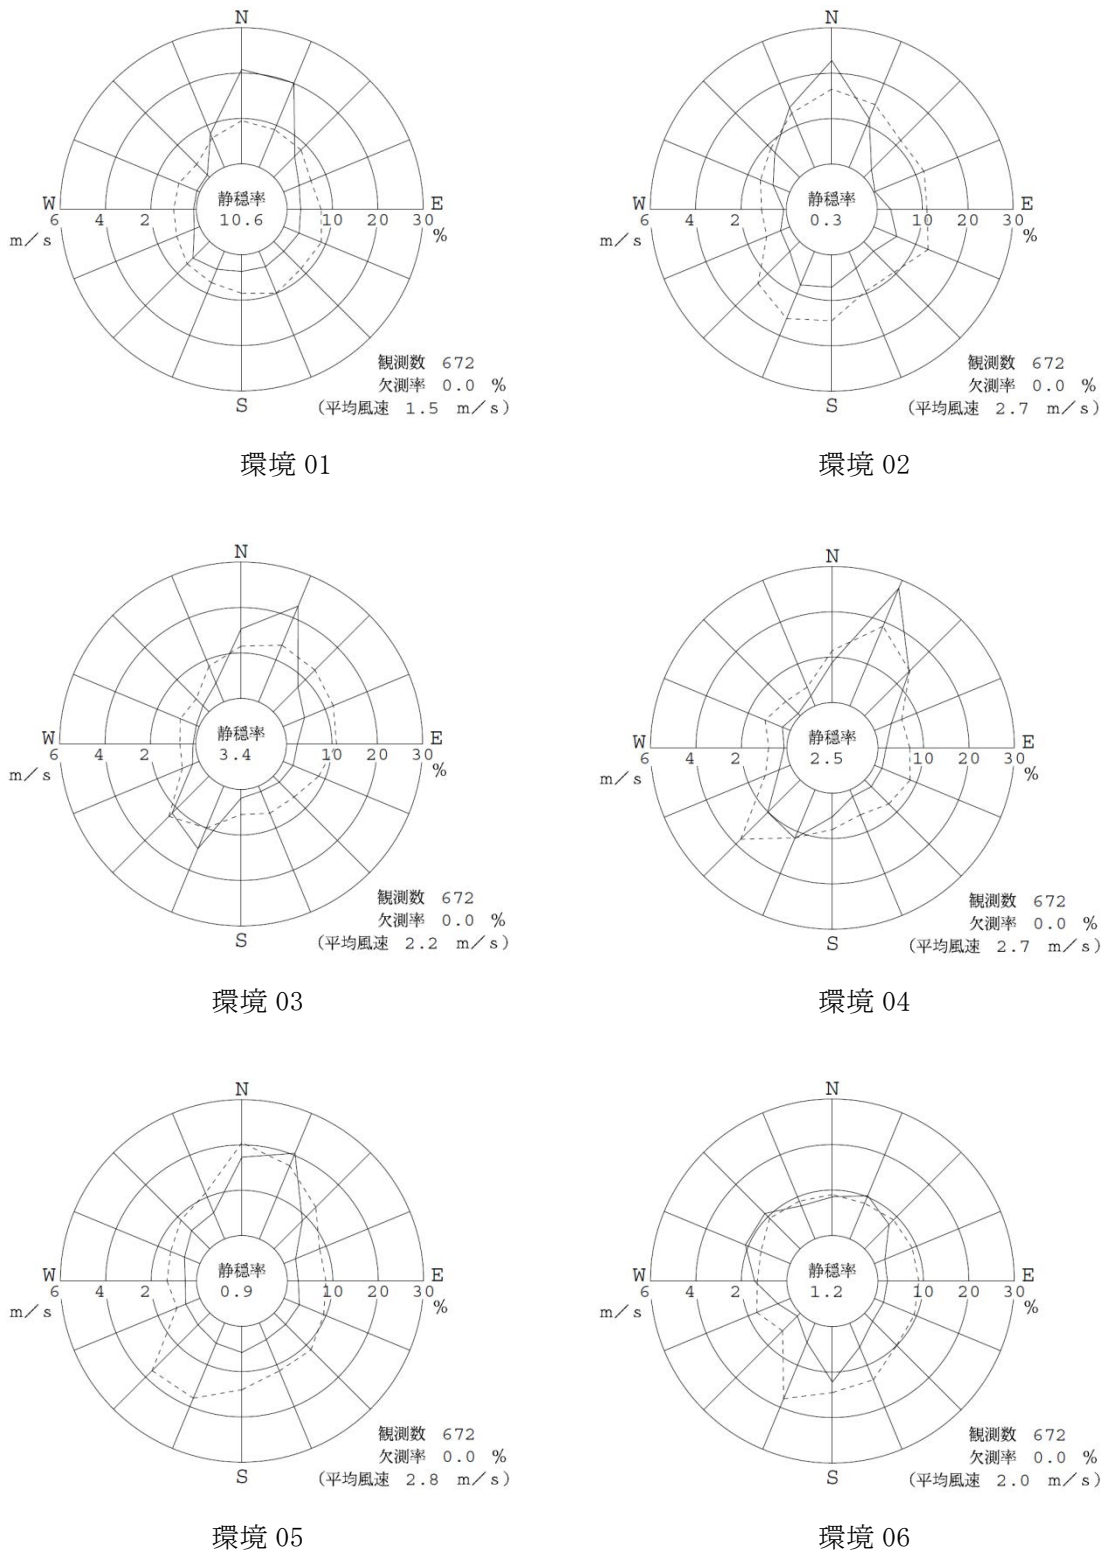 N
静穏率
10.6
W
E
6 4 2 10 20 30
m/s
%
S
観測数 672
欠測率 0.0 %
(平均風速 1.5 m/s)
環境 01
N
静穏率
0.3
W
E
6 4 2 10 20 30
m/s
%
S
観測数 672
欠測率 0.0 %
(平均風速 2.7 m/s)
環境 02
N
静穏率
3.4
W
E
6 4 2 10 20 30
m/s
%
S
観測数 672
欠測率 0.0 %
(平均風速 2.2 m/s)
環境 03
N
静穏率
2.5
W
E
6 4 2 10 20 30
m/s
%
S
観測数 672
欠測率 0.0 %
(平均風速 2.7 m/s)
環境 04
N
静穏率
0.9
W
E
6 4 2 10 20 30
m/s
%
S
観測数 672
欠測率 0.0 %
(平均風速 2.8 m/s)
環境 05
N
静穏率
1.2
W
E
6 4 2 10 20 30
m/s
%
S
観測数 672
欠測率 0.0 %
(平均風速 2.0 m/s)
環境 06